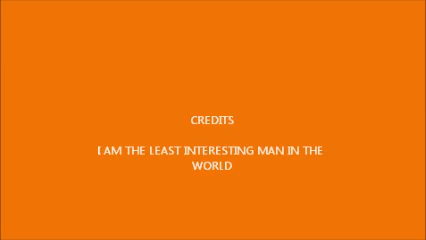 CREDITS
I AM THE LEAST INTERESTING MAN IN THE
WORLD